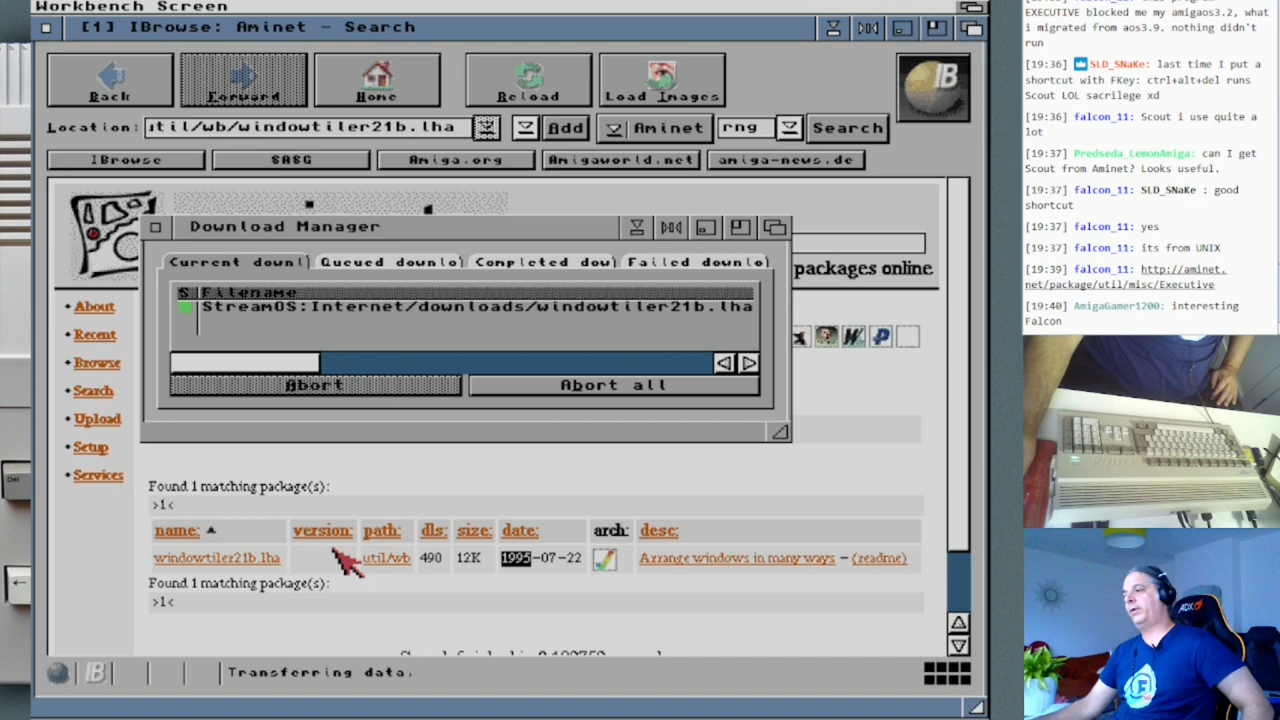 Workbench Screen
[1] IBrowse: Aminet - Search
Back
Forward
Home
Reload
Load Images
B
Location:
util/wb/windowtiler21b.lha
Add
Aminet
rng
Search
IBrowse
SASG
Amiga.org
Amigaworld.net
amiga-news.de
Download Manager
Current downl
Queued downlo
Completed dow
Failed downlo
S Filename
StreamOS:Internet/downloads/windowtiler21b.lha
Abort
Abort all
packages online
About
Recent
Browse
Search
Upload
Setup
Services
Found 1 matching package(s):
>1<
name: version: path: dls: size: date: arch: desc:
windowtiler21b.lha util/wb 490 12K 1995-07-22 Arrange windows in many ways - (readme)
Found 1 matching package(s):
>1<
Transferring data.
EXECUTIVE blocked me my amigaos3.2, what
i migrated from aos3.9. nothing didn't
run
[19:36] SLD_SNaKe: last time I put a
shortcut with FKey: ctrl+alt+del runs
Scout LOL sacrilege xd
[19:36] falcon_11: Scout i use quite a
lot
[19:37] Predseda_LemonAmiga: can I get
Scout from Aminet? Looks useful.
[19:37] falcon_11: SLD_SNaKe : good
shortcut
[19:37] falcon_11: yes
[19:37] falcon_11: its from UNIX
[19:39] falcon_11: http://aminet.
net/package/util/misc/Executive
[19:40] AmigaGamer1200: interesting
Falcon
Del
ADX